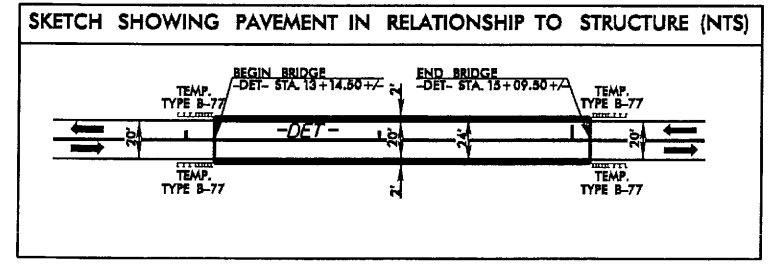 SKETCH SHOWING PAVEMENT IN RELATIONSHIP TO STRUCTURE (NTS)
BEGIN BRIDGE
-DET- STA. 13+14.50+/-
END BRIDGE
-DET- STA. 15+09.50+/-
TEMP.
TYPE B-77
2'
TEMP.
TYPE B-77
20'
-DET-
20'
24'
20'
TEMP.
TYPE B-77
2'
TEMP.
TYPE B-77